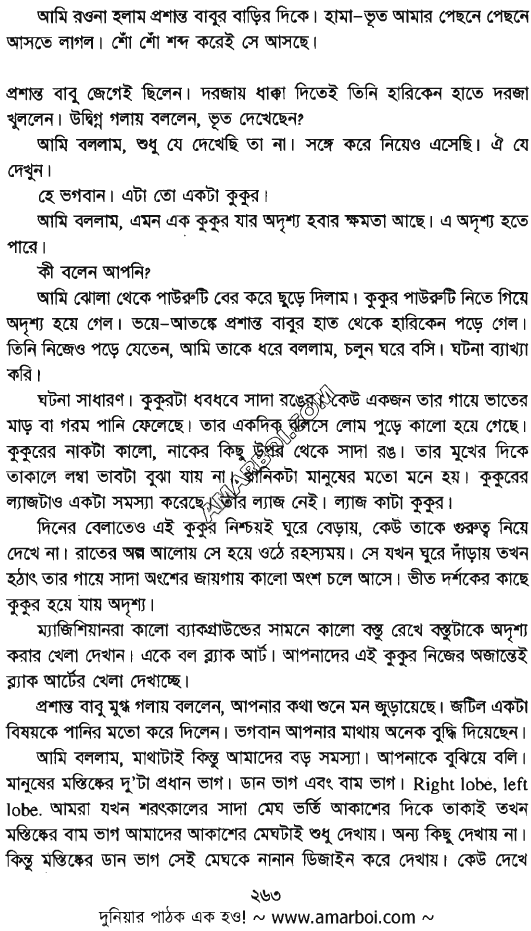 আমি রওনা হলাম প্রশান্ত বাবুর বাড়ির দিকে। হামা-ভূত আমার পেছনে পেছনে
আসতে লাগল। শোঁ শোঁ শব্দ করেই সে আসছে।
প্রশান্ত বাবু জেগেই ছিলেন। দরজায় ধাক্কা দিতেই তিনি হারিকেন হাতে দরজা
খুললেন। উদ্বিগ্ন গলায় বললেন, ভূত দেখেছেন?
আমি বললাম, শুধু যে দেখেছি তা না। সঙ্গে করে নিয়েও এসেছি। ঐ যে
দেখুন।
হে ভগবান। এটা তো একটা কুকুর।
আমি বললাম, এমন এক কুকুর যার অদৃশ্য হবার ক্ষমতা আছে। এ অদৃশ্য হতে
পারে।
কী বলেন আপনি?
আমি ঝোলা থেকে পাউরুটি বের করে ছুড়ে দিলাম। কুকুর পাউরুটি নিতে গিয়ে
অদৃশ্য হয়ে গেল। ভয়ে-আতঙ্কে প্রশান্ত বাবুর হাত থেকে হারিকেন পড়ে গেল।
তিনি নিজেও পড়ে যেতেন, আমি তাকে ধরে বললাম, চলুন ঘরে বসি। ঘটনা ব্যাখ্যা
করি।
ঘটনা সাধারণ। কুকুরটা ধবধবে সাদা রঙের। কেউ একজন তার গায়ে ভাতের
মাড় বা গরম পানি ফেলেছে। তার একদিক ঝলসে লোম পুড়ে কালো হয়ে গেছে।
কুকুরের নাকটা কালো, নাকের কিছু উপর থেকে সাদা রঙ। তার মুখের দিকে
তাকালে লম্বা ভাবটা বুঝা যায় না। খানিকটা মানুষের মতো মনে হয়। কুকুরের
ল্যাজটাও একটা সমস্যা করেছে, তার ল্যাজ নেই। ল্যাজ কাটা কুকুর।
দিনের বেলাতেও এই কুকুর নিশ্চয়ই ঘুরে বেড়ায়, কেউ তাকে গুরুত্ব নিয়ে
দেখে না। রাতের অল্প আলোয় সে হয়ে ওঠে রহস্যময়। সে যখন ঘুরে দাঁড়ায় তখন
হঠাৎ তার গায়ে সাদা অংশের জায়গায় কালো অংশ চলে আসে। ভীত দর্শকের কাছে
কুকুর হয়ে যায় অদৃশ্য।
ম্যাজিশিয়ানরা কালো ব্যাকগ্রাউন্ডের সামনে কালো বস্তু রেখে বস্তুটাকে অদৃশ্য
করার খেলা দেখান। একে বল ব্ল্যাক আর্ট। আপনাদের এই কুকুর নিজের অজান্তেই
ব্ল্যাক আর্টের খেলা দেখাচ্ছে।
প্রশান্ত বাবু মুগ্ধ গলায় বললেন, আপনার কথা শুনে মন জুড়ায়েছে। জটিল একটা
বিষয়কে পানির মতো করে দিলেন। ভগবান আপনার মাথায় অনেক বুদ্ধি দিয়েছেন।
আমি বললাম, মাথাটাই কিন্তু আমাদের বড় সমস্যা। আপনাকে বুঝিয়ে বলি।
মানুষের মস্তিষ্কের দু'টা প্রধান ভাগ। ডান ভাগ এবং বাম ভাগ। Right lobe, left
lobe. আমরা যখন শরৎকালের সাদা মেঘ ভর্তি আকাশের দিকে তাকাই তখন
মস্তিষ্কের বাম ভাগ আমাদের আকাশের মেঘটাই শুধু দেখায়। অন্য কিছু দেখায় না।
কিন্তু মস্তিষ্কের ডান ভাগ সেই মেঘকে নানান ডিজাইন করে দেখায়। কেউ দেখে
২৬৩
দুনিয়ার পাঠক এক হও! ~ www.amarboi.com ~
AMARBOI.COM